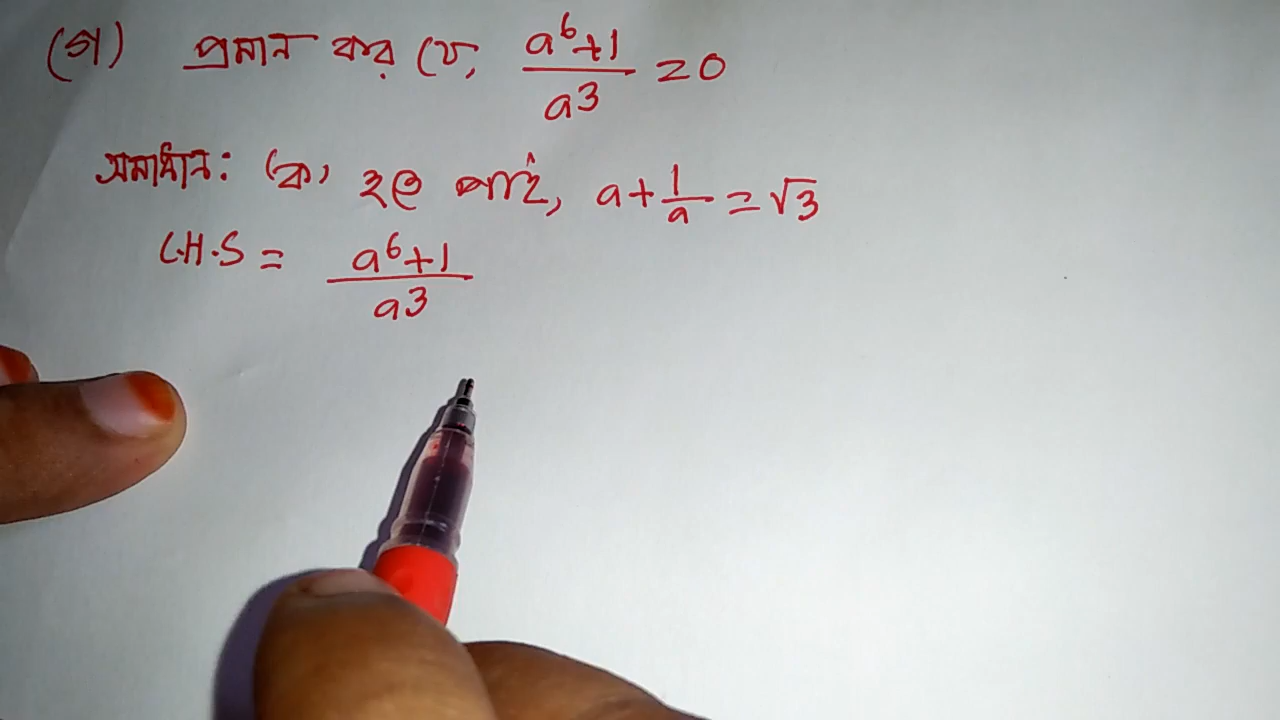 (গ) প্রমান কর যে, a⁶+1/a³ =0
সমাধান: (ক) হতে পাই, a+1/a = √3
L.H.S = a⁶+1/a³